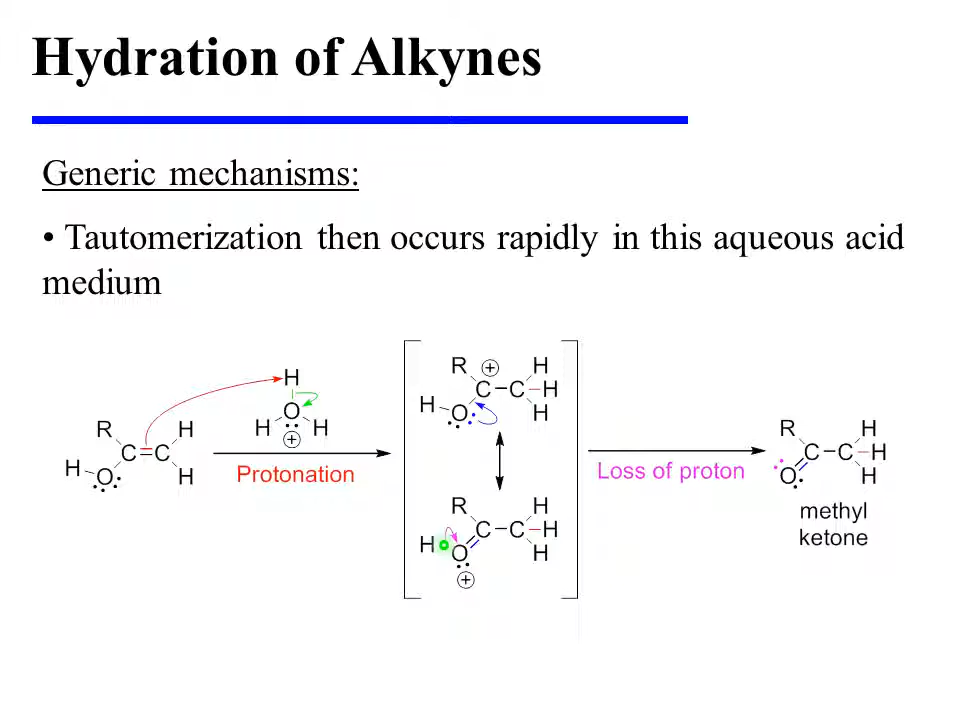 Hydration of Alkynes
Generic mechanisms:
• Tautomerization then occurs rapidly in this aqueous acid
medium
R C C H H H O
H O H H +
Protonation
R + H C C H H O H
R H C C H H O H +
Loss of proton
R H C C H O H
methyl
ketone